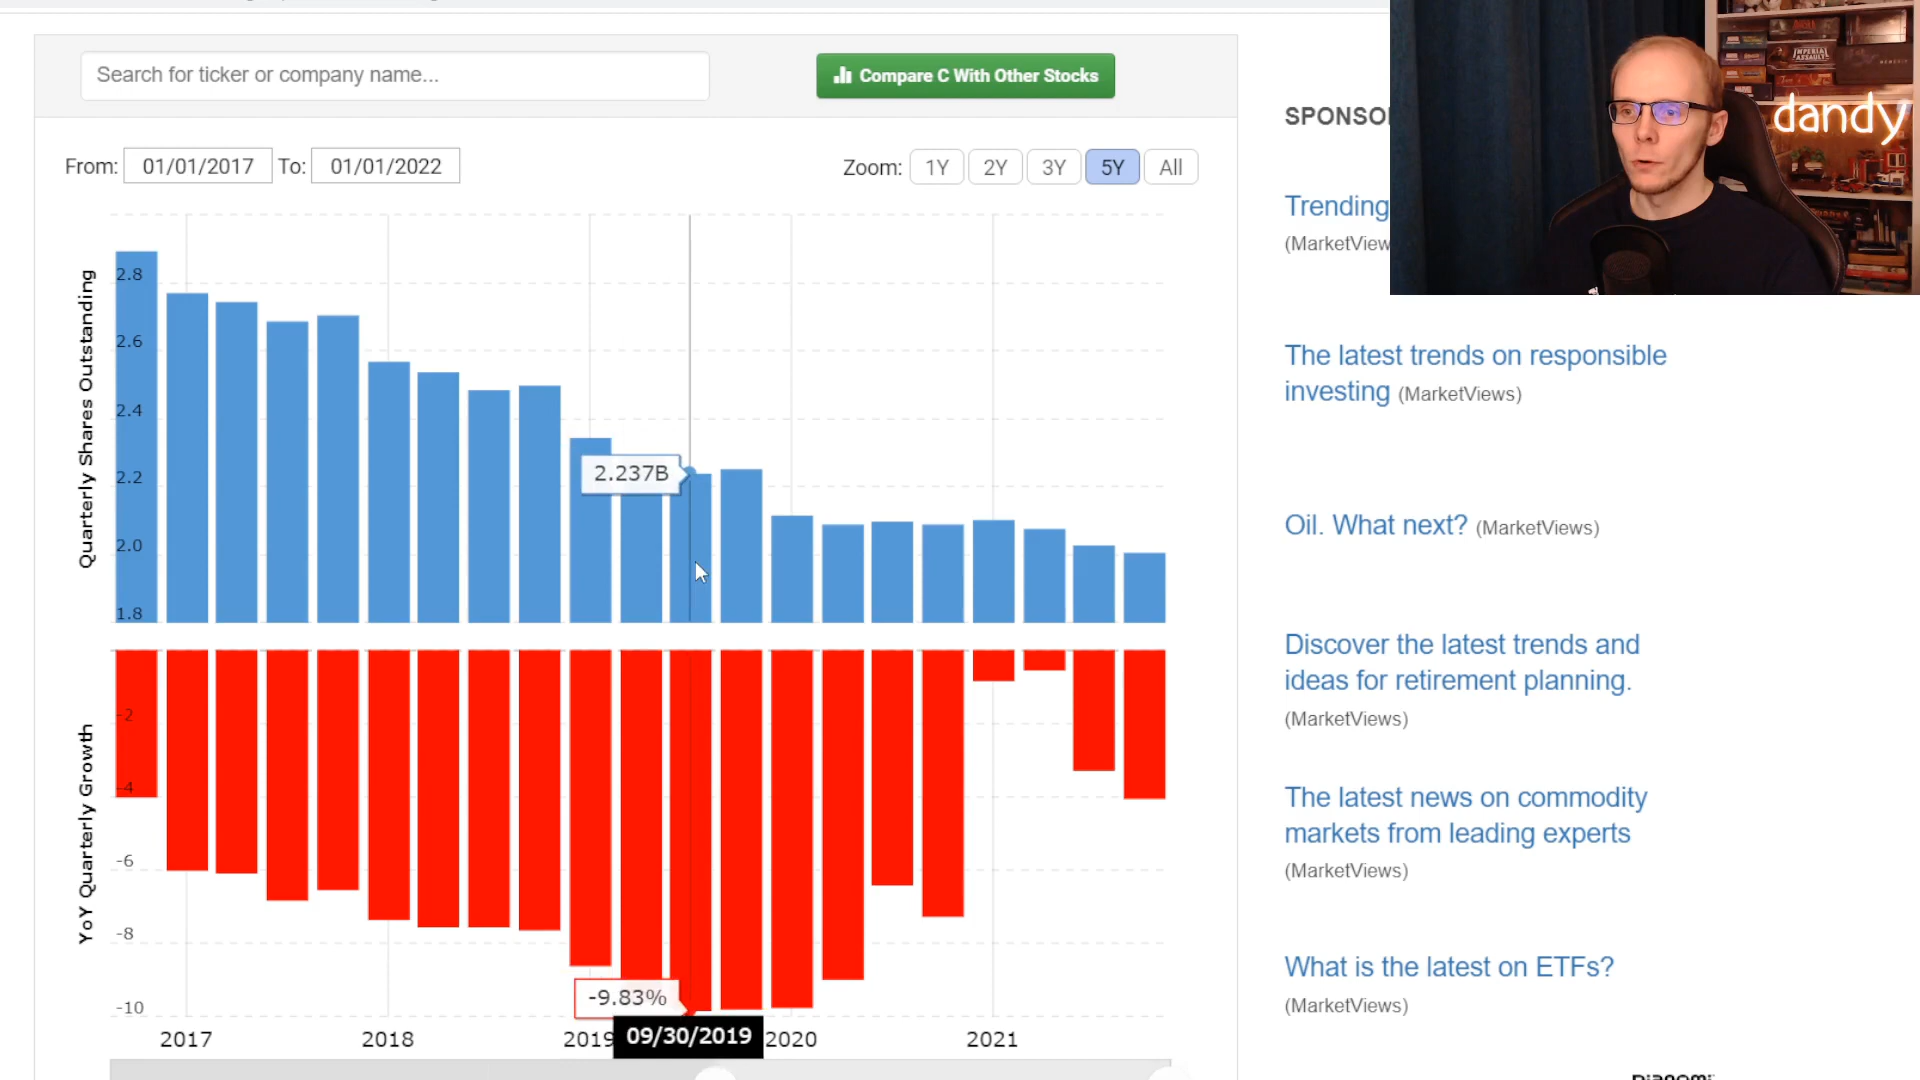 Search for ticker or company name...
Compare C With Other Stocks
From: 01/01/2017 To: 01/01/2022
Zoom: 1Y 2Y 3Y 5Y All
Quarterly Shares Outstanding
2.8
2.6
2.4
2.2
2.0
1.8
2.237B
YoY Quarterly Growth
-2
-4
-6
-8
-10
-9.83%
2017
2018
2019
09/30/2019
2020
2021
SPONSO
Trending
(MarketView
The latest trends on responsible
investing (MarketViews)
Oil. What next? (MarketViews)
Discover the latest trends and
ideas for retirement planning.
(MarketViews)
The latest news on commodity
markets from leading experts
(MarketViews)
What is the latest on ETFs?
(MarketViews)
dandy
IMPERIAL
ASSAULT